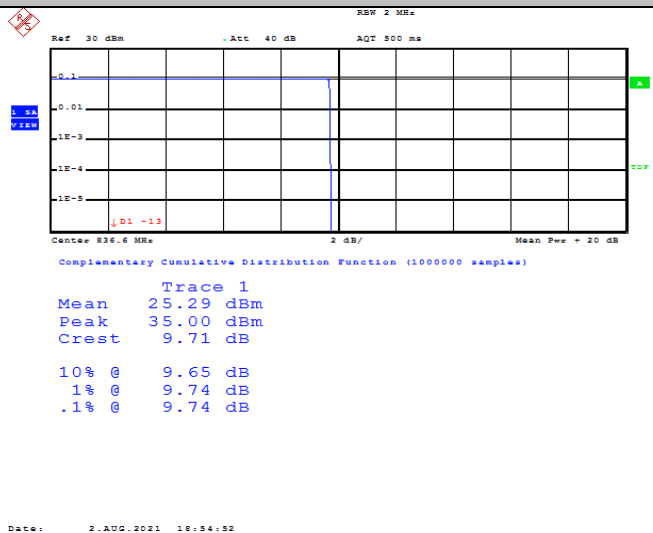 R S
RBW 2 MHz
Ref 30 dBm Att 40 dB AQT 500 ms
0.1
A
0.01
1 SA
VIEW
1E-3
1E-4
TDF
1E-5
D1 -13
Center 836.6 MHz 2 dB/ Mean Pwr + 20 dB
Complementary Cumulative Distribution Function (1000000 samples)
Trace 1
Mean 25.29 dBm
Peak 35.00 dBm
Crest 9.71 dB
10% @ 9.65 dB
1% @ 9.74 dB
.1% @ 9.74 dB
Date: 2.AUG.2021 18:54:52